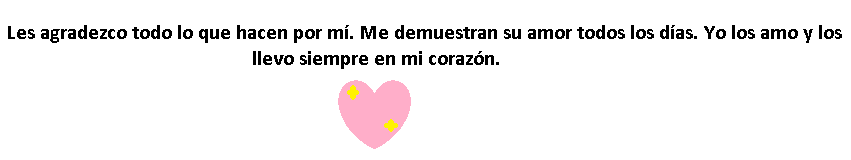 Les agradezco todo lo que hacen por mí. Me demuestran su amor todos los días. Yo los amo y los
llevo siempre en mi corazón.